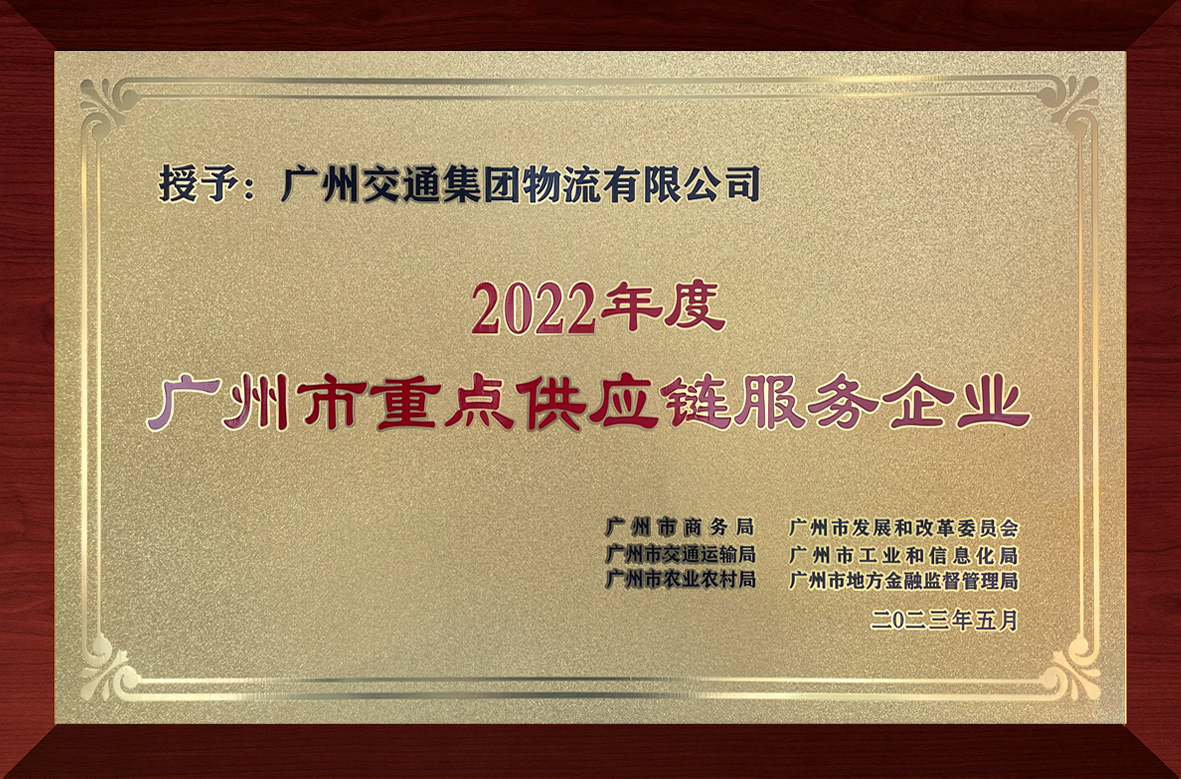 授予：广州交通集团物流有限公司
2022年度
广州市重点供应链服务企业
广州市商务局 广州市发展和改革委员会
广州市交通运输局 广州市工业和信息化局
广州市农业农村局 广州市地方金融监督管理局
二0二三年五月